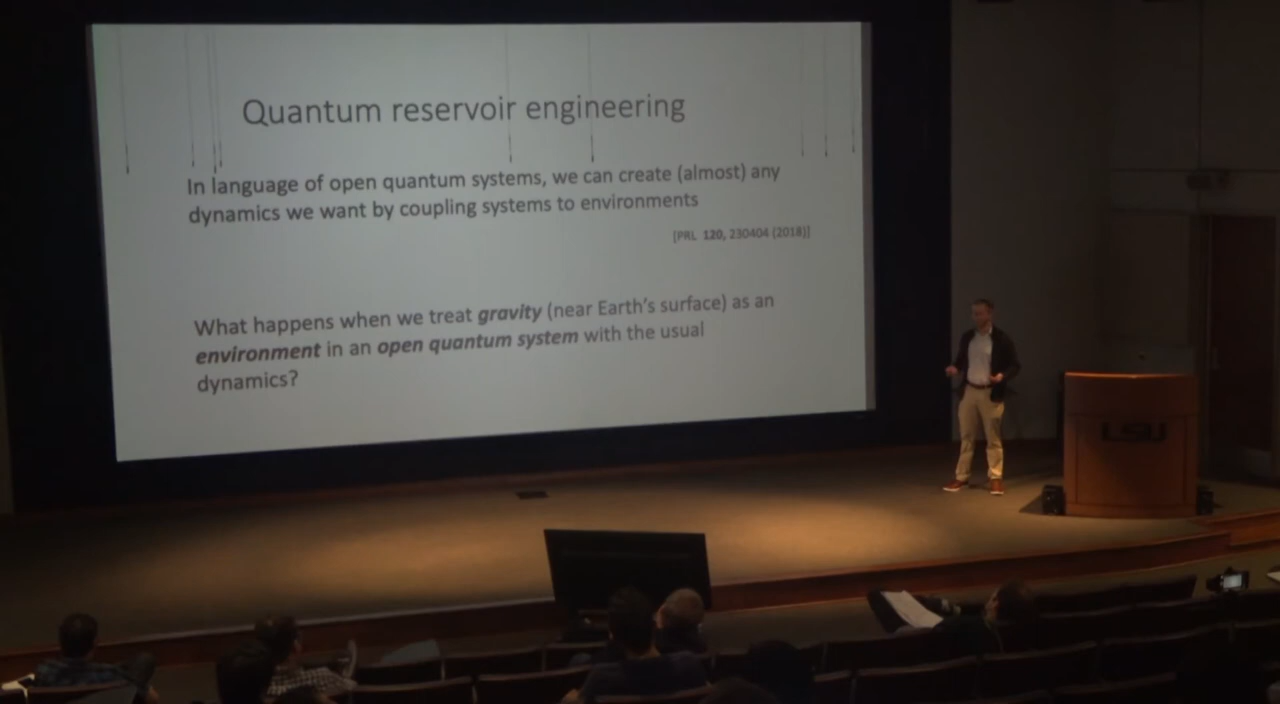 Quantum reservoir engineering
In language of open quantum systems, we can create (almost) any
dynamics we want by coupling systems to environments
[PRL 120, 230404 (2018)]
What happens when we treat gravity (near Earth's surface) as an
environment in an open quantum system with the usual
dynamics?
LSU